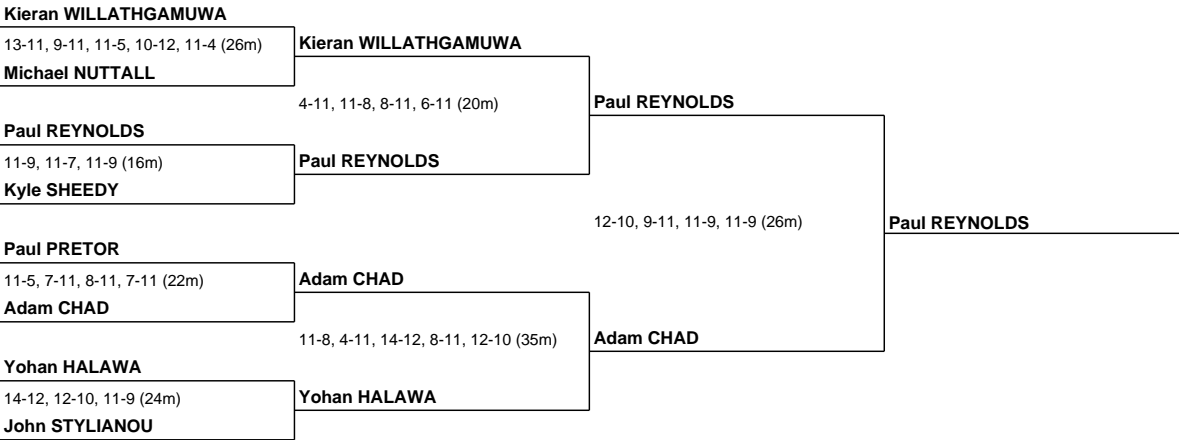 Kieran WILLATHGAMUWA
13-11, 9-11, 11-5, 10-12, 11-4 (26m)
Michael NUTTALL
Paul REYNOLDS
11-9, 11-7, 11-9 (16m)
Kyle SHEEDY
Paul PRETOR
11-5, 7-11, 8-11, 7-11 (22m)
Adam CHAD
Yohan HALAWA
14-12, 12-10, 11-9 (24m)
John STYLIANOU
Kieran WILLATHGAMUWA
4-11, 11-8, 8-11, 6-11 (20m)
Paul REYNOLDS
Adam CHAD
11-8, 4-11, 14-12, 8-11, 12-10 (35m)
Yohan HALAWA
Paul REYNOLDS
12-10, 9-11, 11-9, 11-9 (26m)
Adam CHAD
Paul REYNOLDS